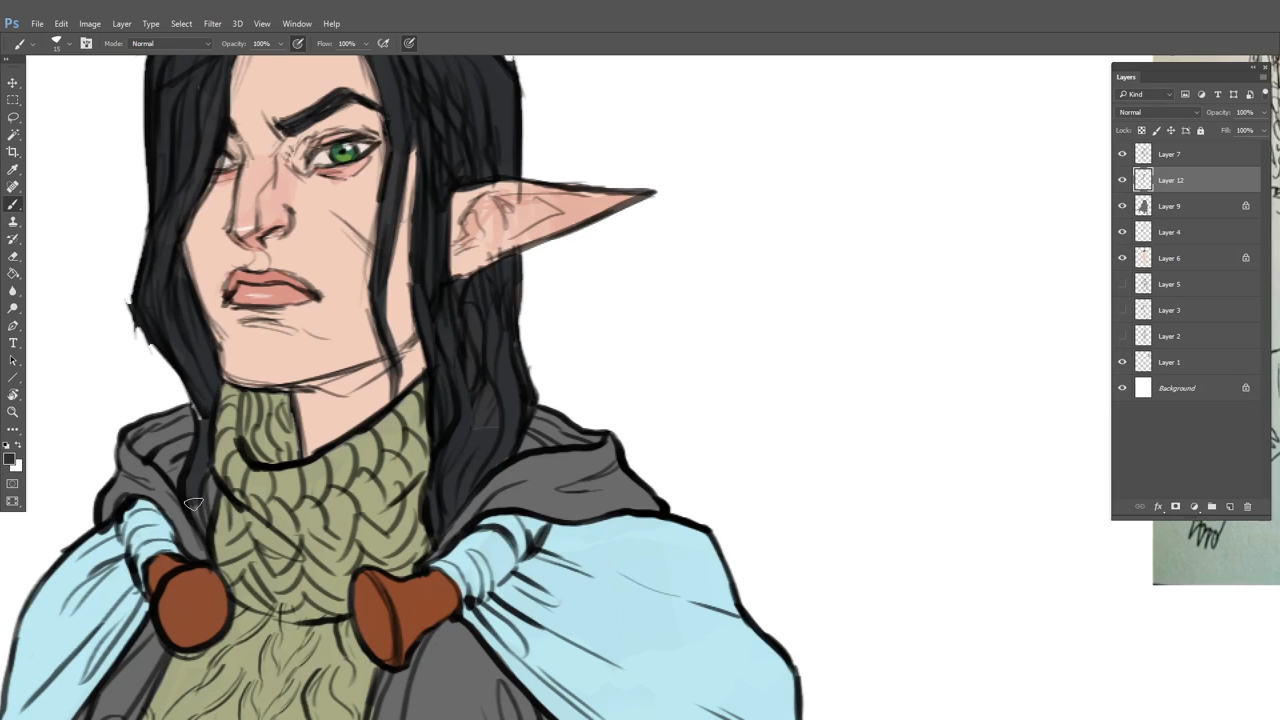 Ps File Edit Image Layer Type Select Filter 3D View Window Help
15 Mode: Normal Opacity: 100% Flow: 100%
Layers
Kind
Normal Opacity: 100%
Lock: Fill: 100%
Layer 7
Layer 12
Layer 9
Layer 4
Layer 6
Layer 5
Layer 3
Layer 2
Layer 1
Background
fx